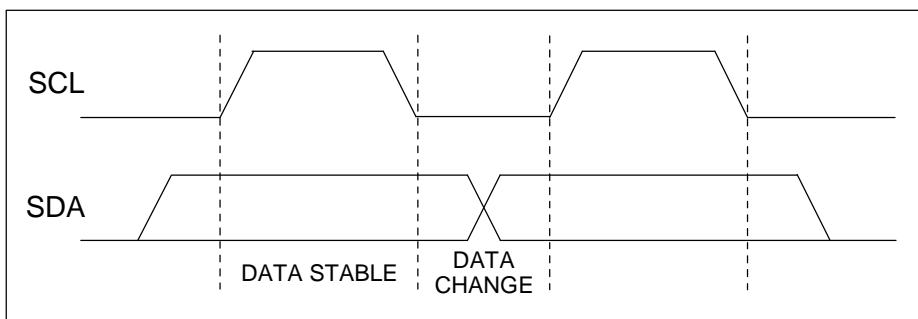 SCL
SDA
DATA STABLE
DATA
CHANGE